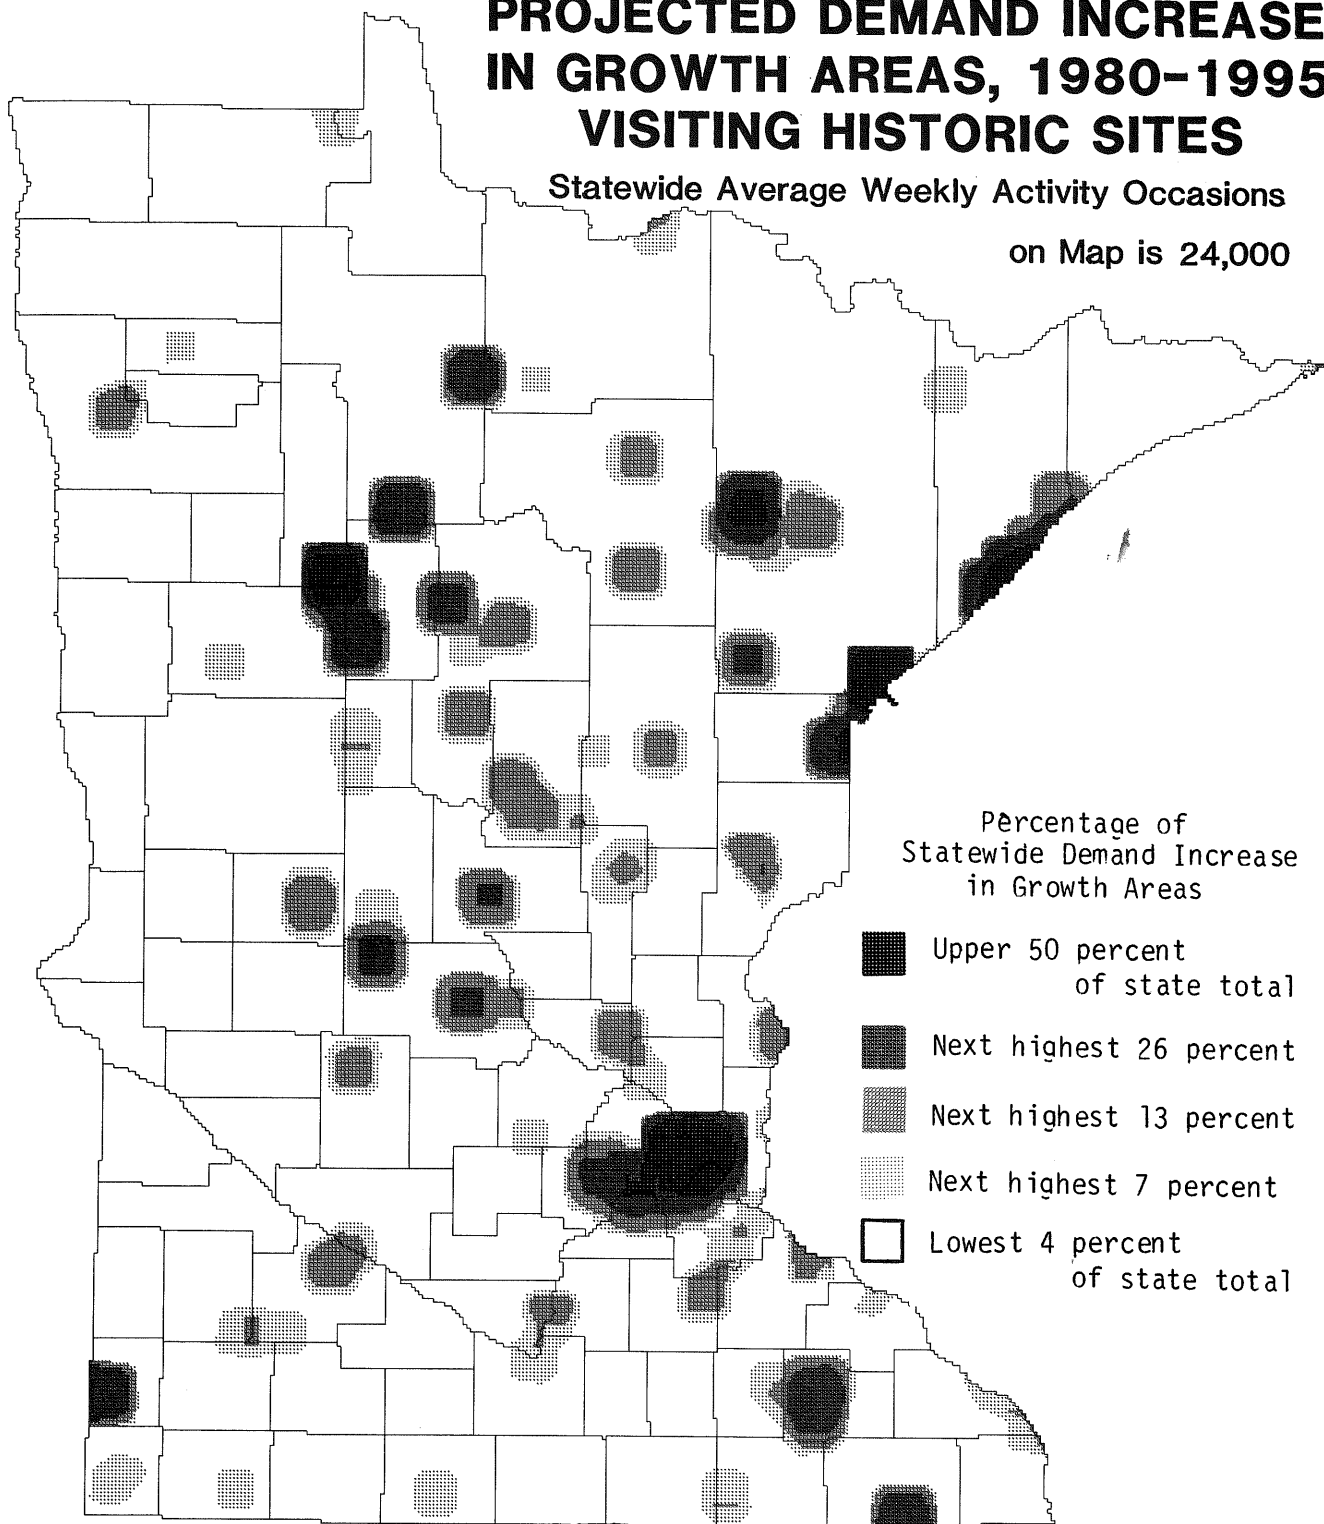 PROJECTED DEMAND INCREASE
IN GROWTH AREAS, 1980-1995
VISITING HISTORIC SITES
Statewide Average Weekly Activity Occasions
on Map is 24,000
Percentage of
Statewide Demand Increase
in Growth Areas
Upper 50 percent
of state total
Next highest 26 percent
Next highest 13 percent
Next highest 7 percent
Lowest 4 percent
of state total